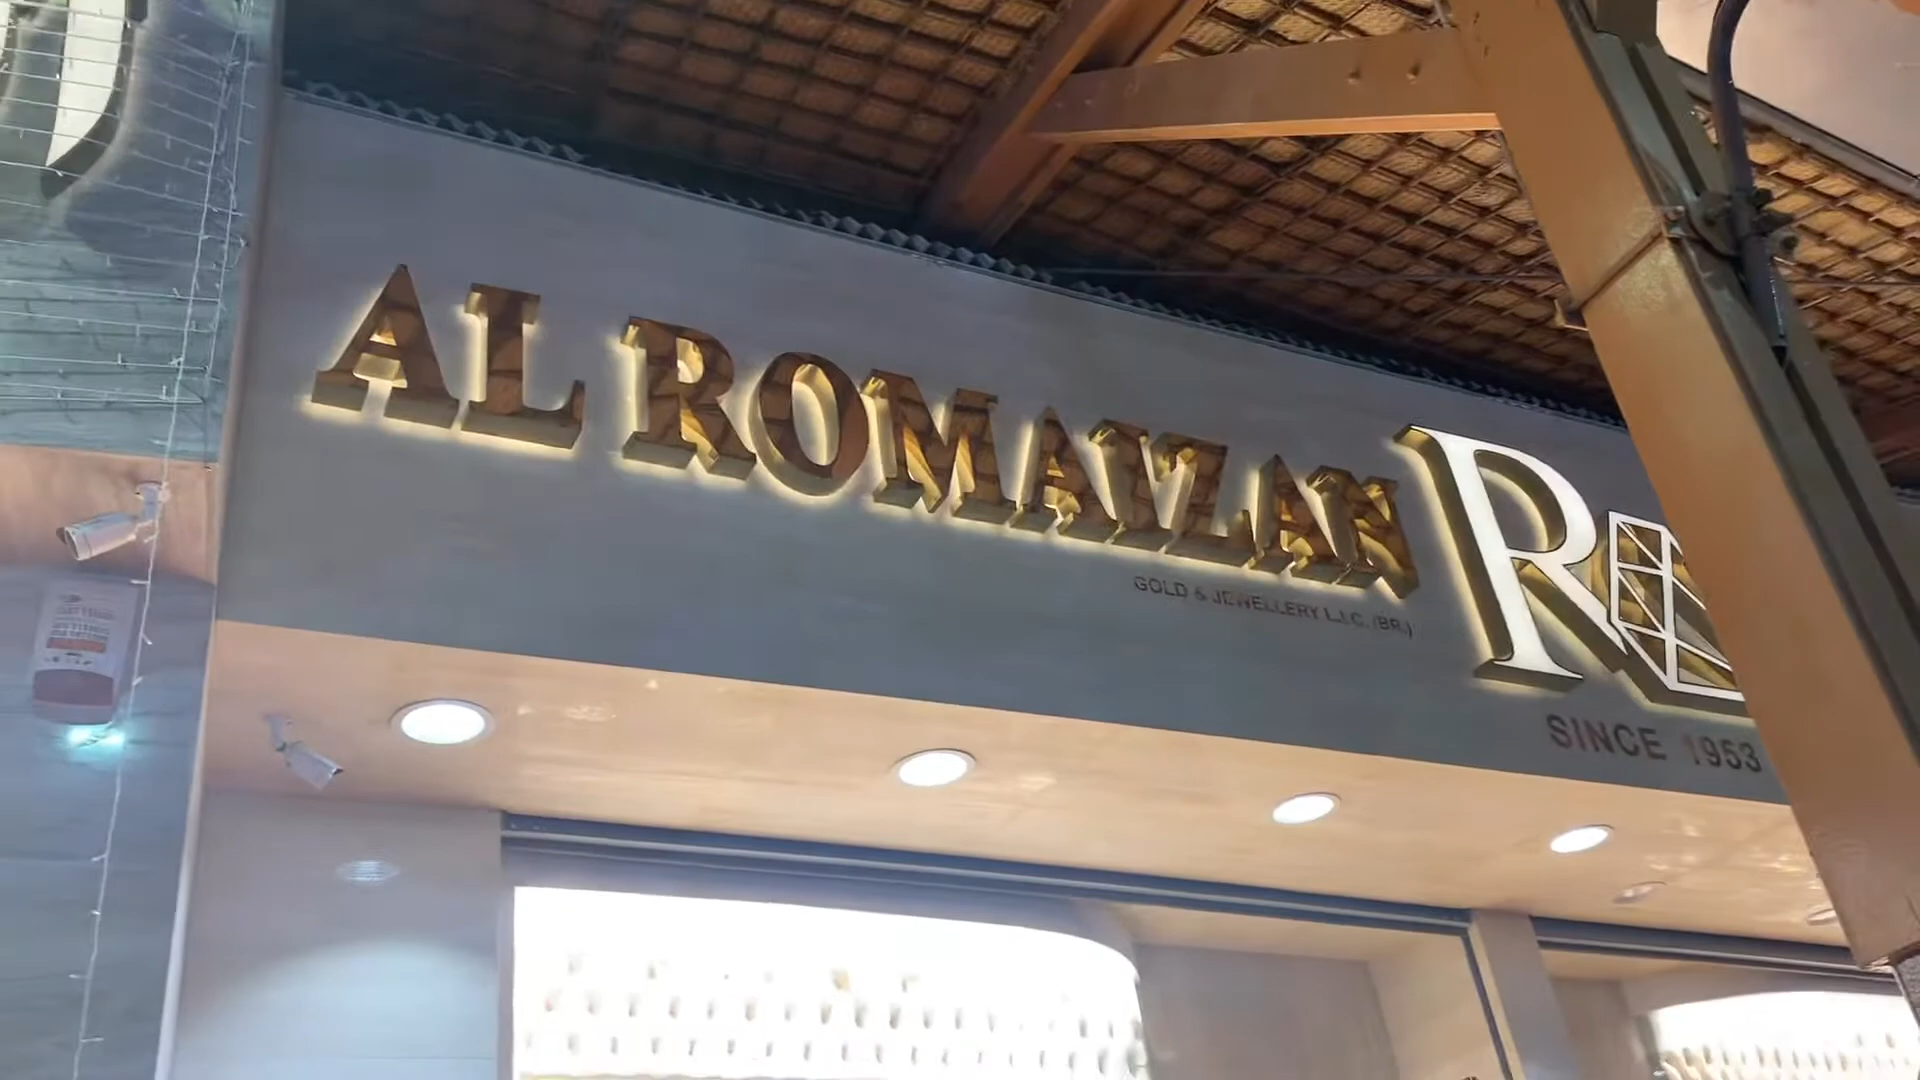 AL ROMAIZAN
GOLD & JEWELLERY L.L.C. (BR.)
R
SINCE 1953